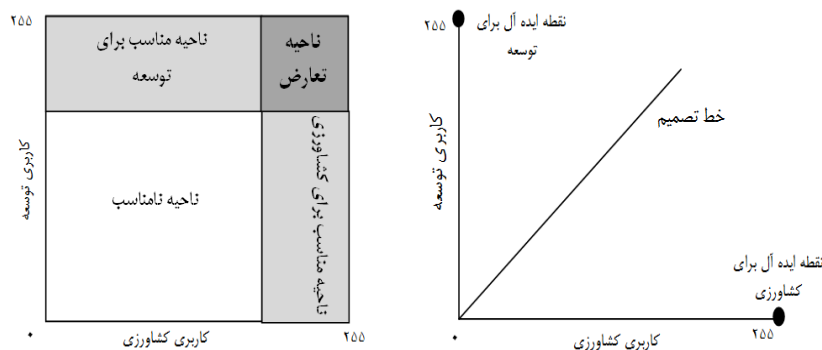 ۲۵۵
ناحیه مناسب برای
توسعه
ناحیه
تعارض
کاربری توسعه
ناحیه نامناسب
ناحیه مناسب برای کشاورزی
۰
کاربری کشاورزی
۲۵۵
۲۵۵
نقطه ایده آل برای
توسعه
خط تصمیم
کاربری توسعه
نقطه ایده آل برای
کشاورزی
۰
کاربری کشاورزی
۲۵۵